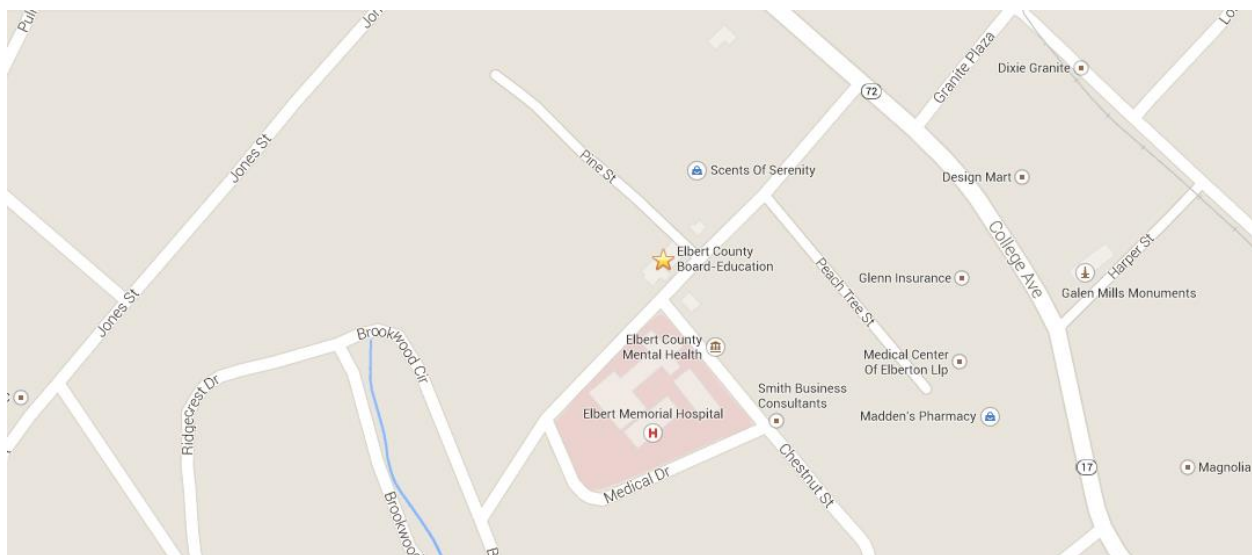 Jones St
72
Granite Plaza
Dixie Granite
Pine St
Scents Of Serenity
Design Mart
Jones St
College Ave
Elbert County
Board-Education
Peach Tree St
Glenn Insurance
Harper St
Galen Mills Monuments
Jones St
Brookwood Cir
Elbert County
Mental Health
Medical Center
Of Elberton Llp
Ridgecrest Dr
Smith Business
Consultants
Elbert Memorial Hospital
H
Madden's Pharmacy
Chestnut St
Medical Dr
17
Magnolia
Brookwood